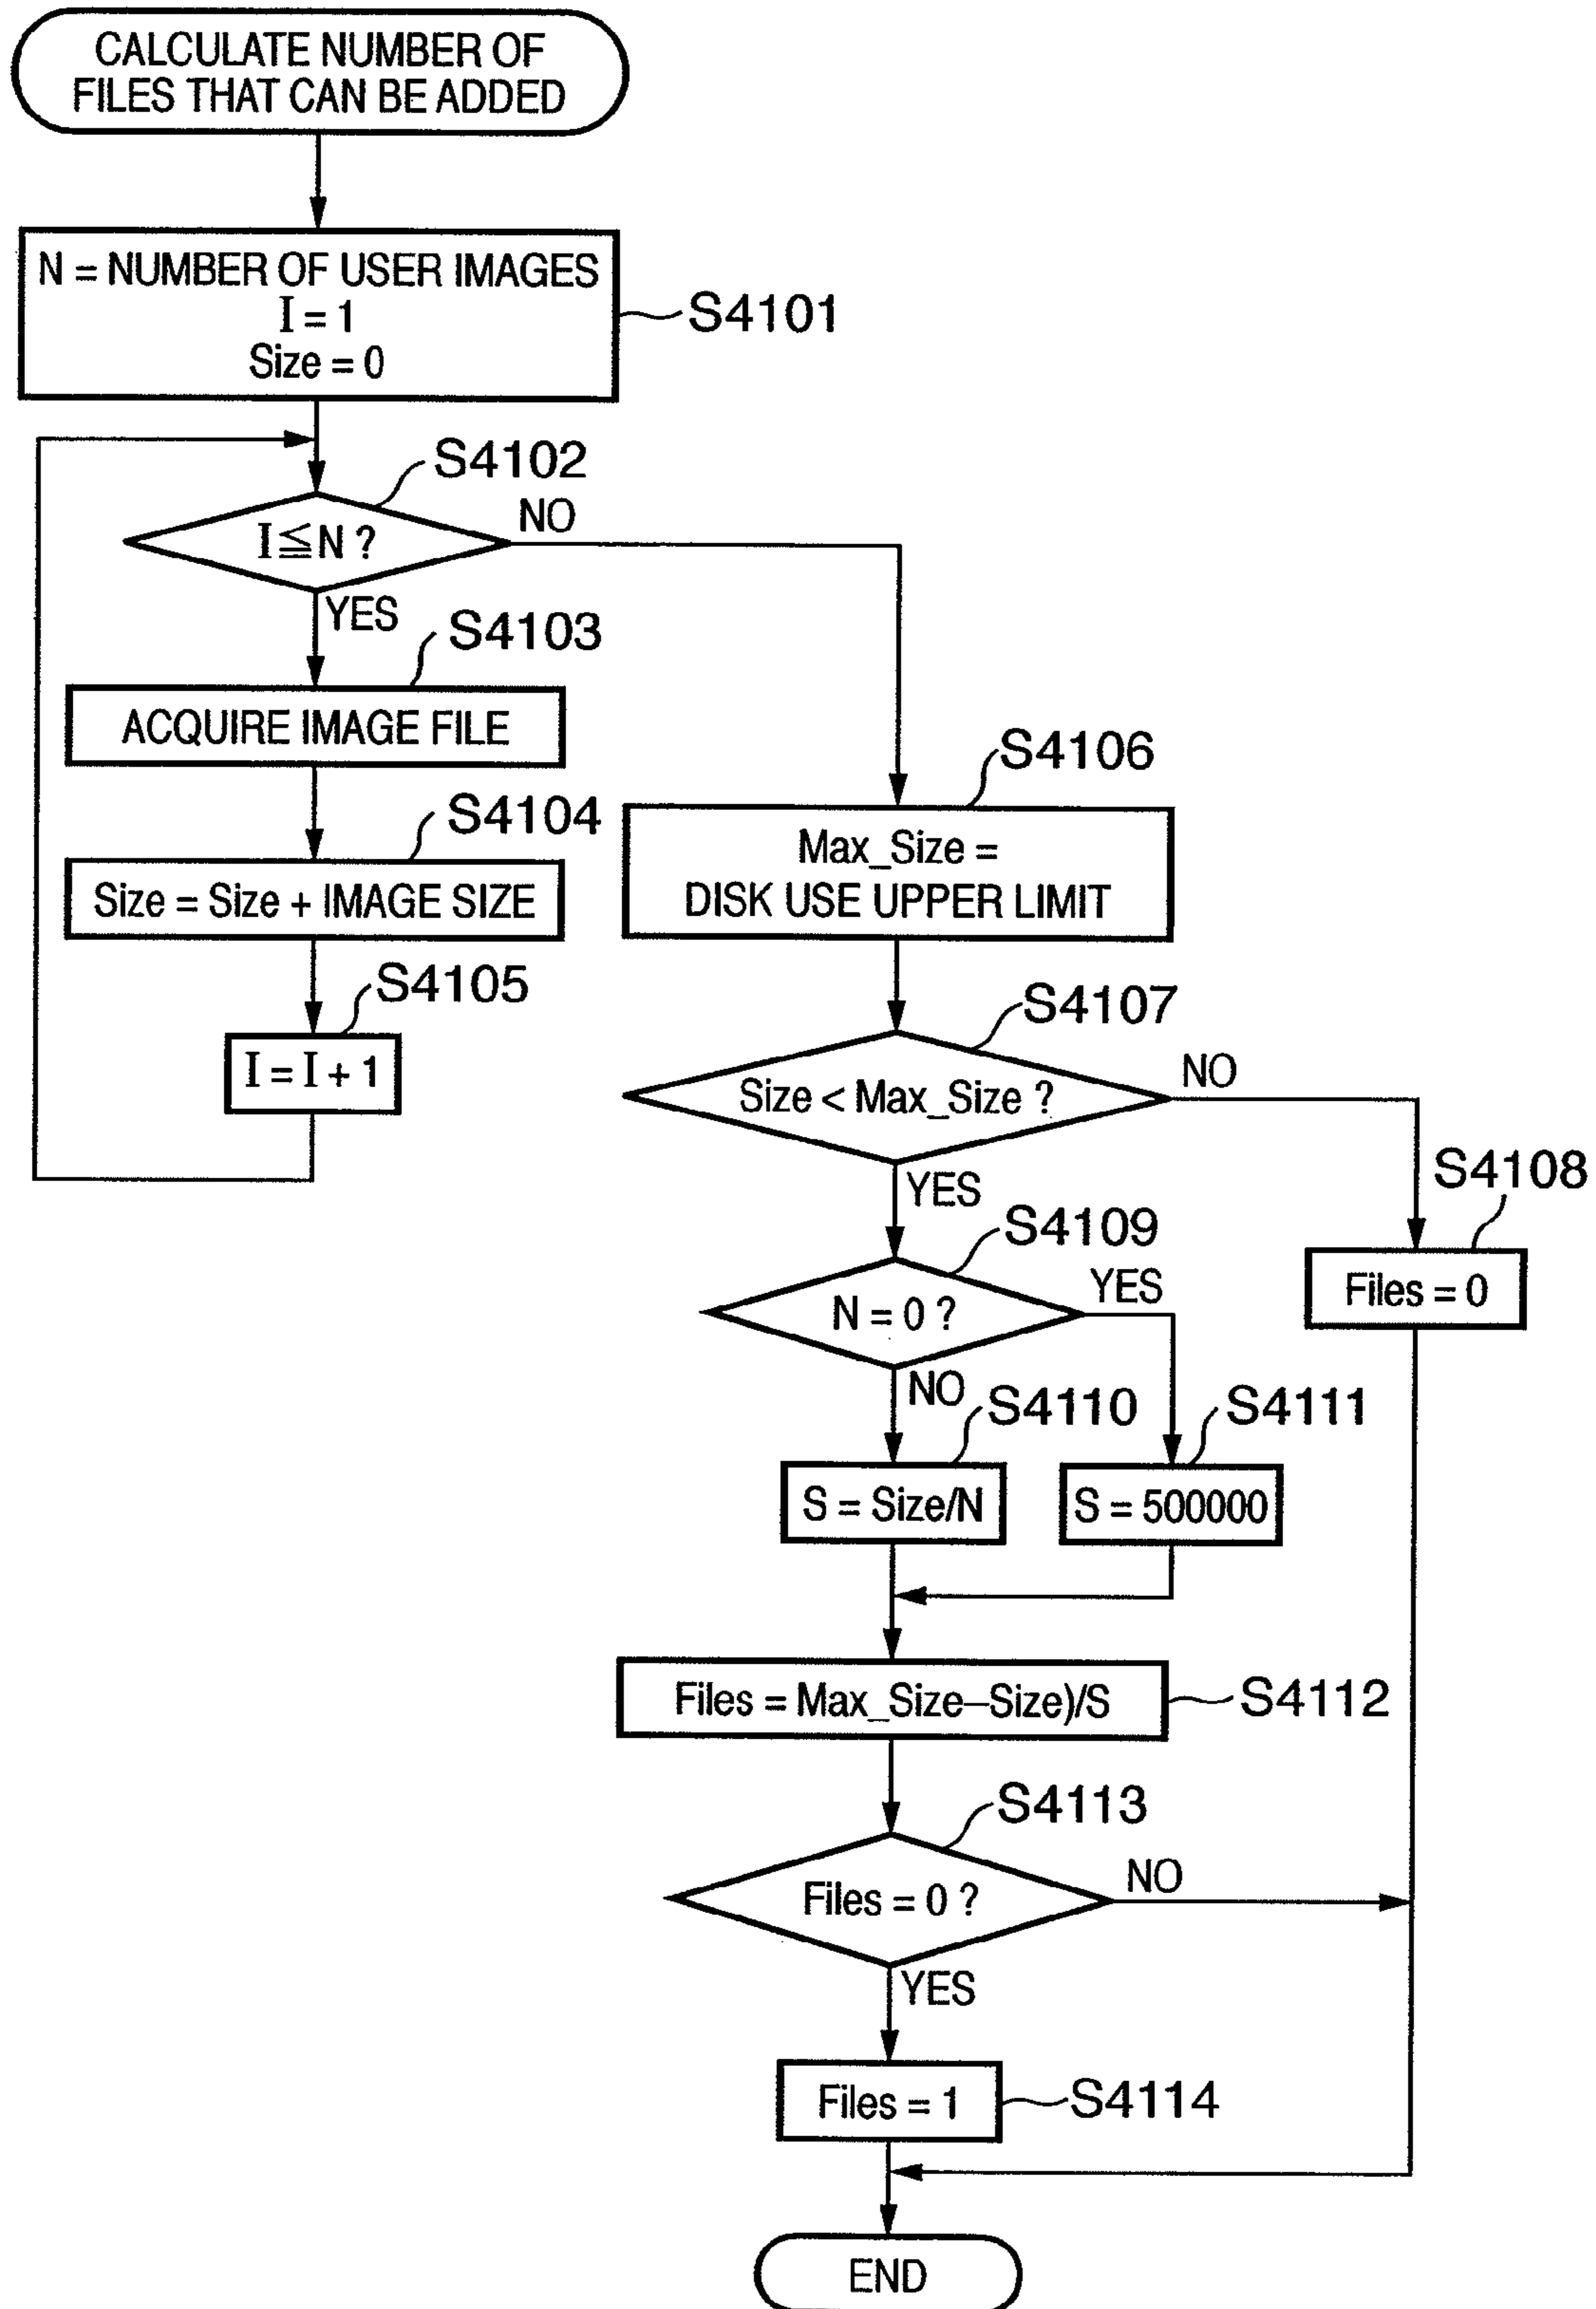 CALCULATE NUMBER OF
FILES THAT CAN BE ADDED
N = NUMBER OF USER IMAGES
I = 1
Size = 0
S4101
S4102
I ≦ N ?
NO
YES
S4103
ACQUIRE IMAGE FILE
S4104
Size = Size + IMAGE SIZE
S4105
I = I + 1
S4106
Max_Size =
DISK USE UPPER LIMIT
S4107
Size < Max_Size ?
NO
YES
S4108
Files = 0
S4109
N = 0 ?
YES
NO
S4110
S = Size/N
S4111
S = 500000
Files = Max_Size–Size)/S
S4112
S4113
Files = 0 ?
NO
YES
Files = 1
S4114
END